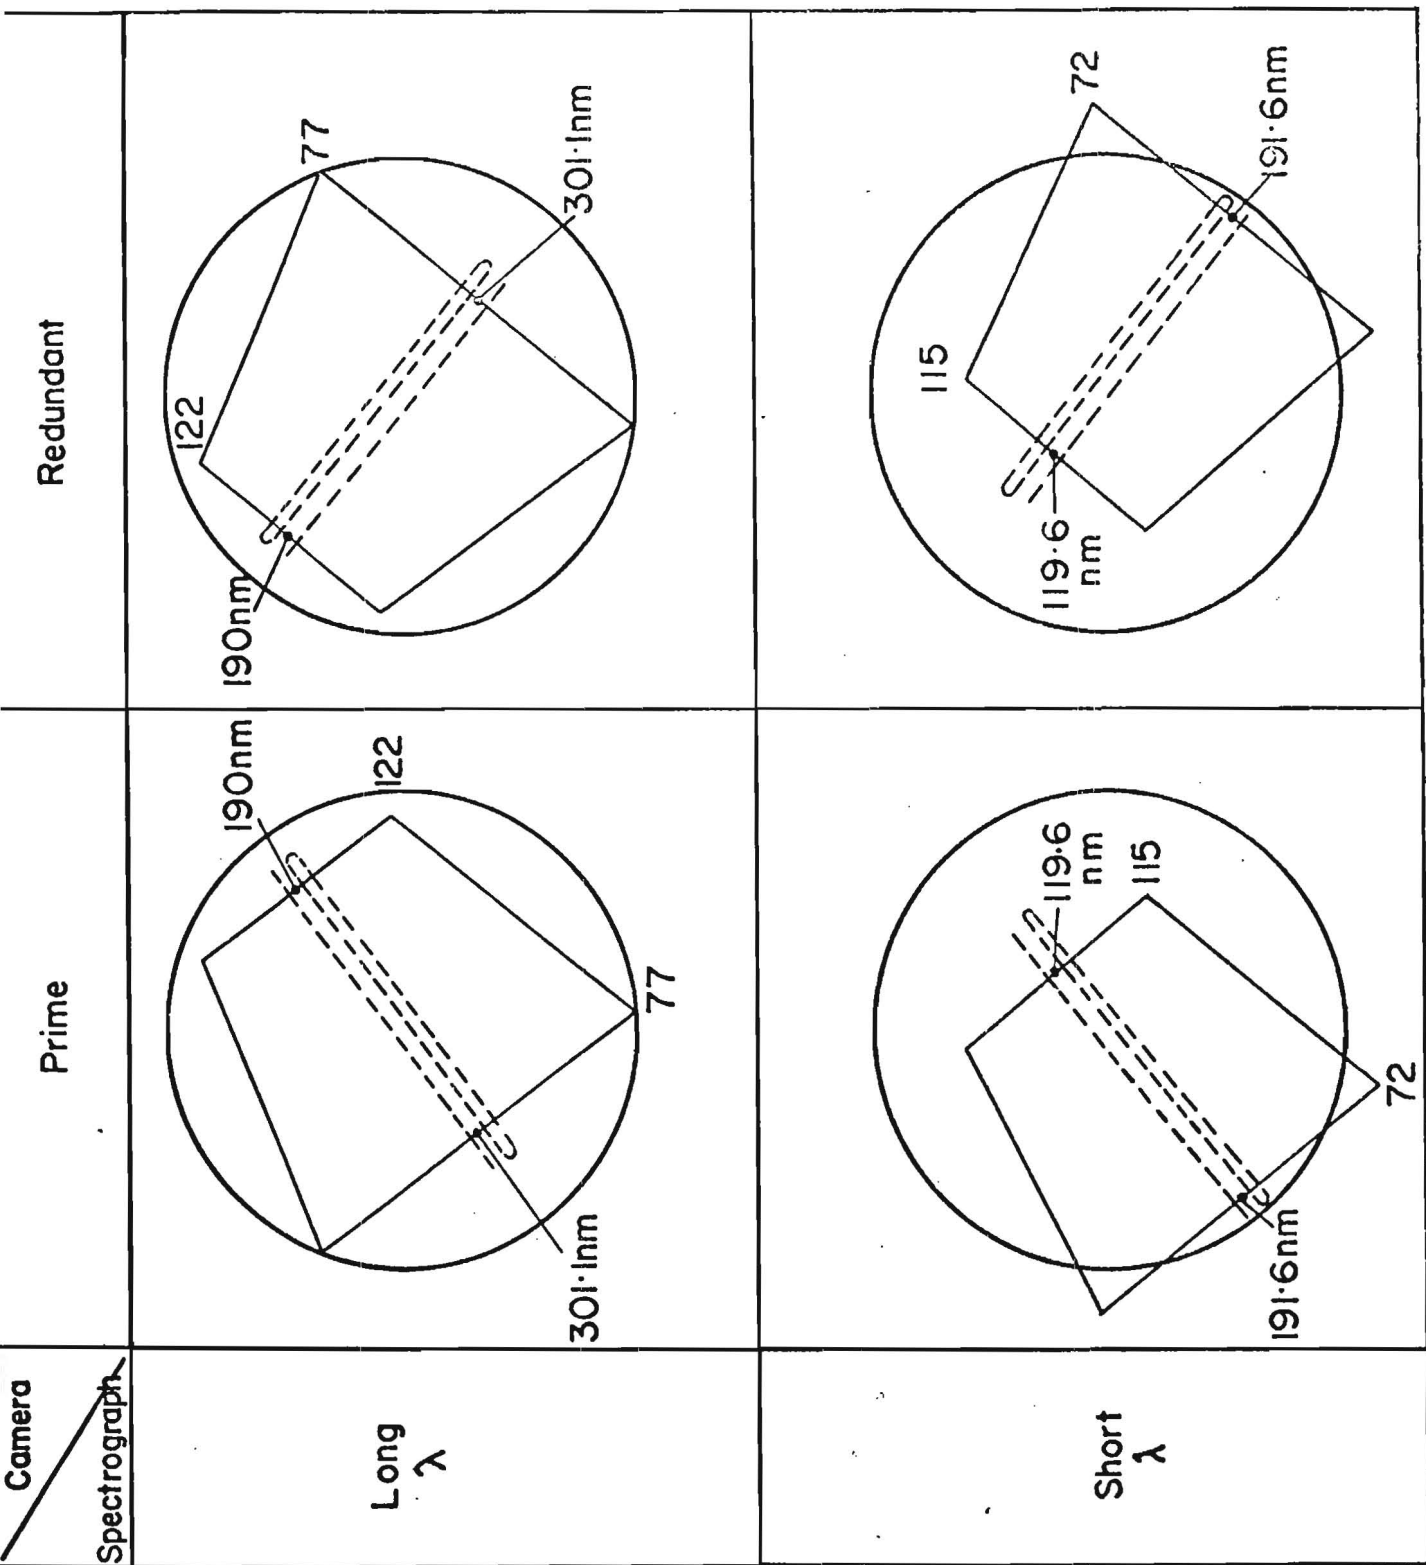 Camera
Spectrograph
Prime
Redundant
Long
λ
190nm
122
77
301·1nm
122
77
190nm
301·1nm
Short
λ
119·6
nm
115
72
191·6nm
115
72
119·6
nm
191·6nm